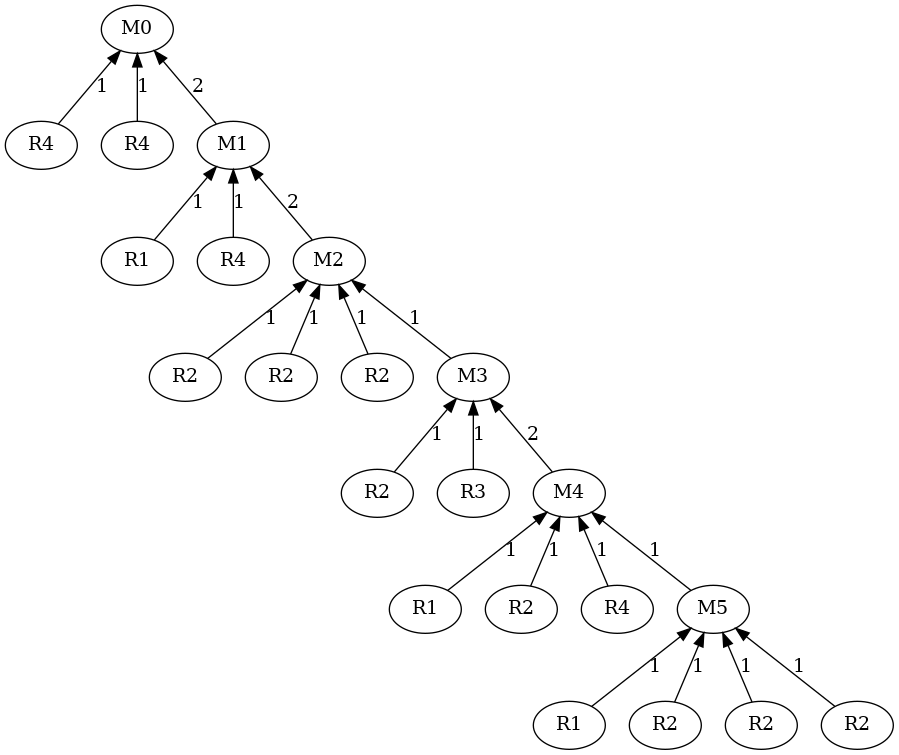 M0
1 1 2
R4 R4 M1
1 1 2
R1 R4 M2
1 1 1 1
R2 R2 R2 M3
1 1 2
R2 R3 M4
1 1 1 1
R1 R2 R4 M5
1 1 1 1
R1 R2 R2 R2